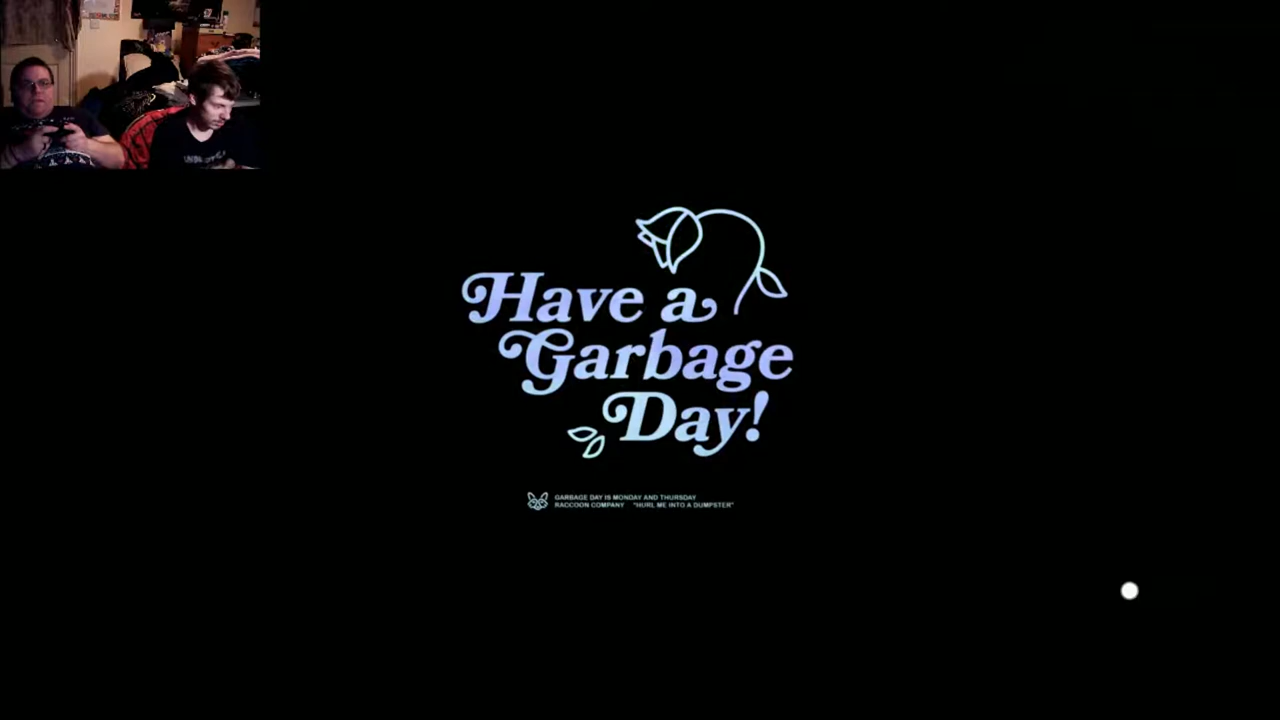 Have a
Garbage
Day!
GARBAGE DAY IS MONDAY AND THURSDAY
RACCOON COMPANY "HURL ME INTO A DUMPSTER"